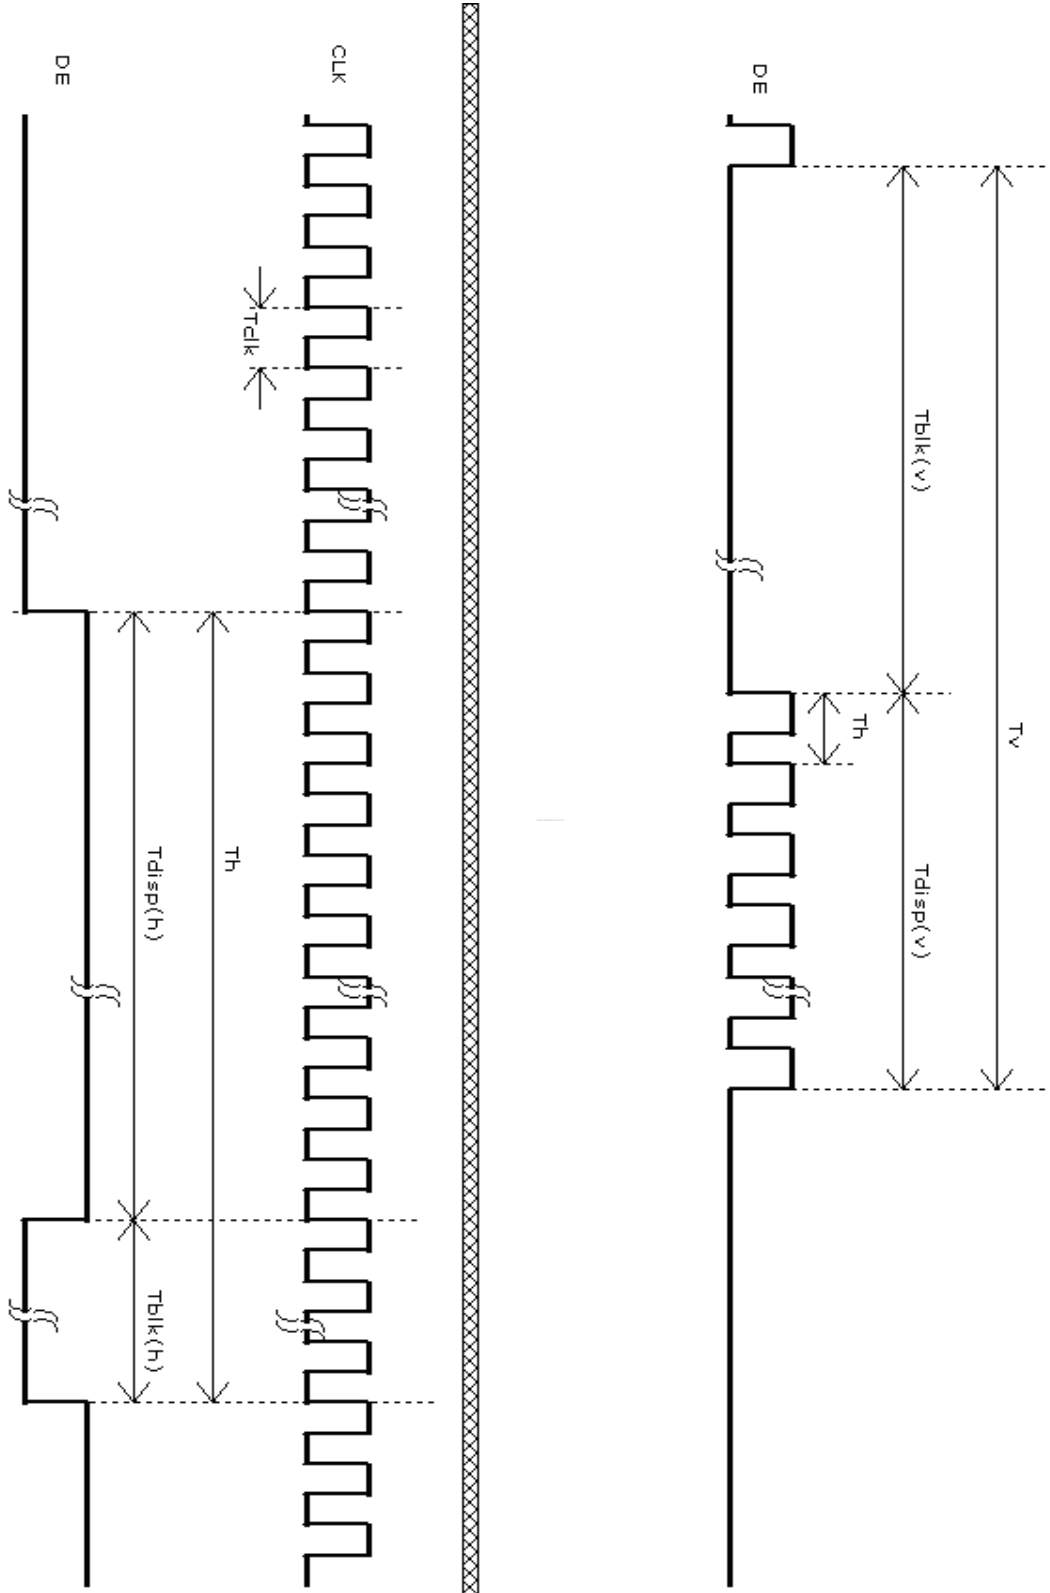 DE
Tv
Tblk(v)
Tdisp(v)
Th
CLK
Tclk
Th
Tdisp(h)
Tblk(h)
DE